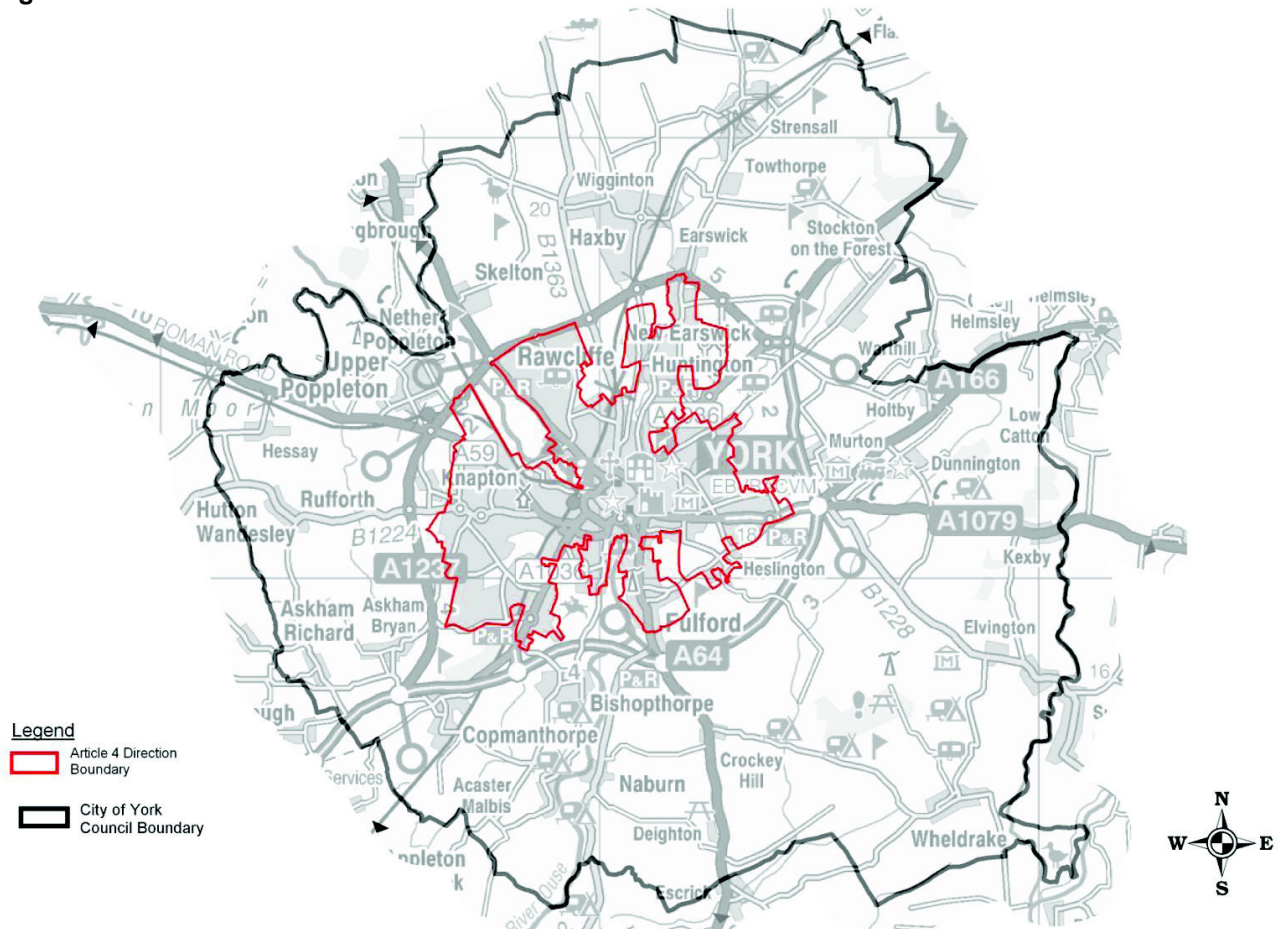 Fla
Strensall
Towthorpe
Wigginton
20
Haxby
Earswick
Stockton
on the Forest
B1363
Skelton
5
Nether
Poppleton
ROMAN RO
Upper
Poppleton
Rawcliffe
New Earswick
Huntington
P&R
Helmsley
Helmsley
Warthill
A166
Holtby
2
Low
Catton
Moor
Hessay
A59
Knapton
YORK
Murton
Dunnington
Rufforth
Hutton
Wandesley
B1224
A1079
18
P&R
Kexby
Heslington
A1237
Askham
Richard
Askham
Bryan
P&R
Fulford
3
B1228
Elvington
A64
4
P&R
16
Bishopthorpe
Copmanthorpe
Services
Acaster
Malbis
Naburn
Crockey
Hill
Deighton
Wheldrake
Escrick
River Ouse
Legend
Article 4 Direction
Boundary
City of York
Council Boundary
N
W E
S